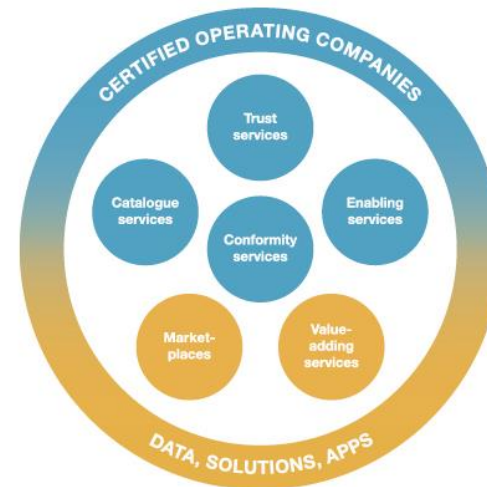 CERTIFIED OPERATING COMPANIES
Trust
services
Catalogue
services
Enabling
services
Conformity
services
Market-
places
Value-
adding
services
DATA, SOLUTIONS, APPS